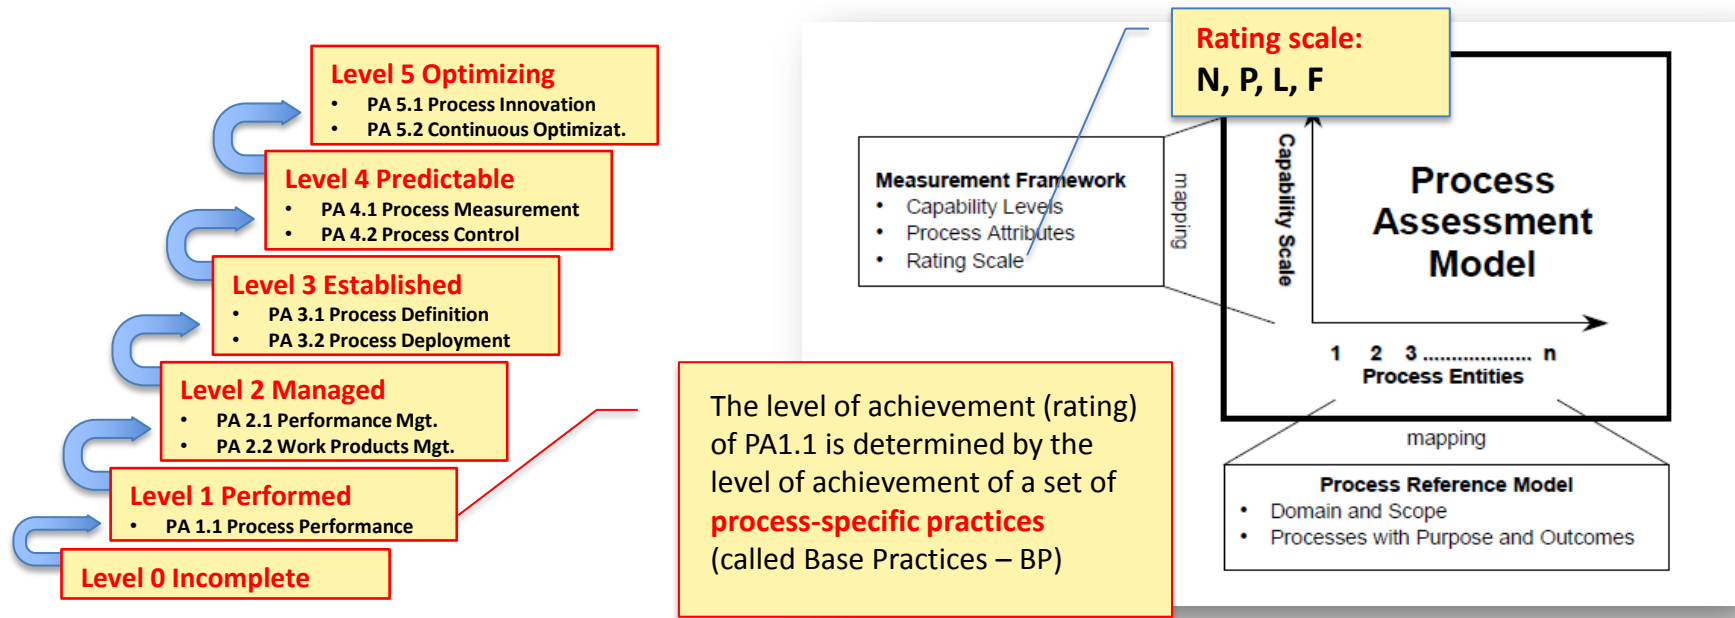 Level 5 Optimizing
• PA 5.1 Process Innovation
• PA 5.2 Continuous Optimizat.
Level 4 Predictable
• PA 4.1 Process Measurement
• PA 4.2 Process Control
Level 3 Established
• PA 3.1 Process Definition
• PA 3.2 Process Deployment
Level 2 Managed
• PA 2.1 Performance Mgt.
• PA 2.2 Work Products Mgt.
Level 1 Performed
• PA 1.1 Process Performance
Level 0 Incomplete
The level of achievement (rating)
of PA1.1 is determined by the
level of achievement of a set of
process-specific practices
(called Base Practices – BP)
Rating scale:
N, P, L, F
Measurement Framework
• Capability Levels
• Process Attributes
• Rating Scale
mapping
Capability Scale
Process
Assessment
Model
1 2 3 ................... n
Process Entities
mapping
Process Reference Model
• Domain and Scope
• Processes with Purpose and Outcomes